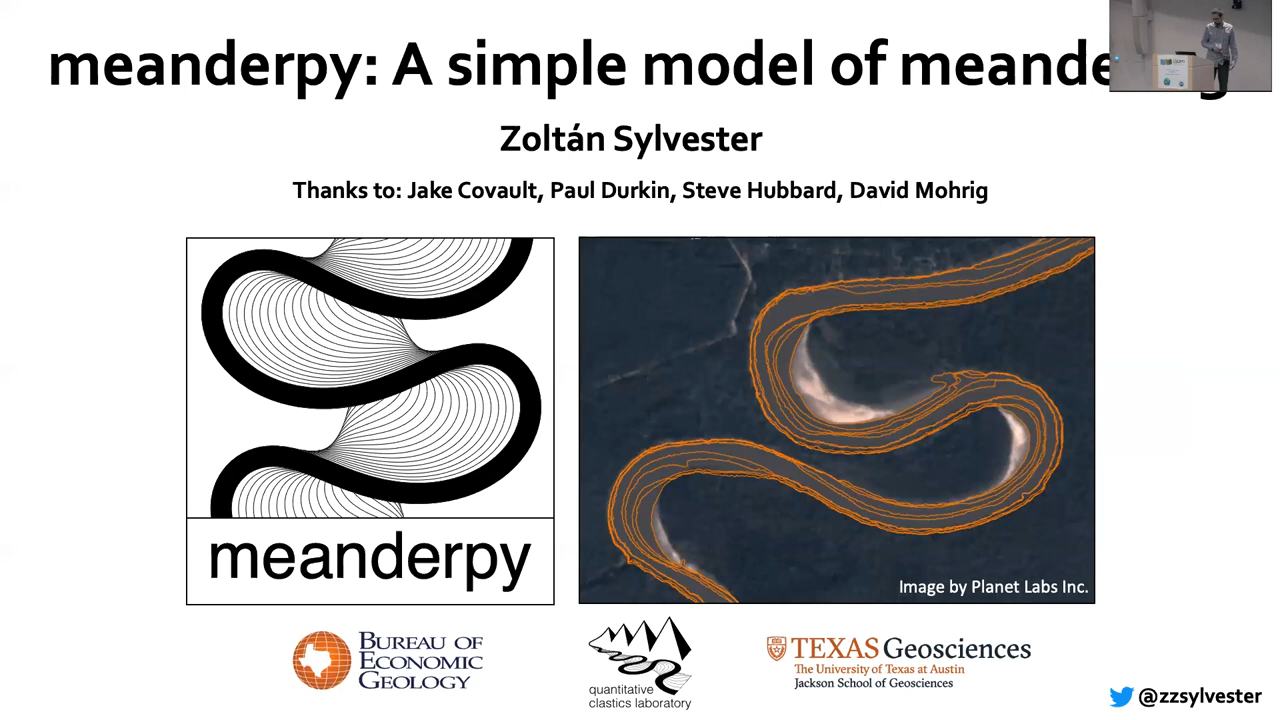 meanderpy: A simple model of meande
Zoltán Sylvester
Thanks to: Jake Covault, Paul Durkin, Steve Hubbard, David Mohrig
meanderpy
Image by Planet Labs Inc.
BUREAU OF
ECONOMIC
GEOLOGY
quantitative
clastics laboratory
TEXAS Geosciences
The University of Texas at Austin
Jackson School of Geosciences
@zzsylvester